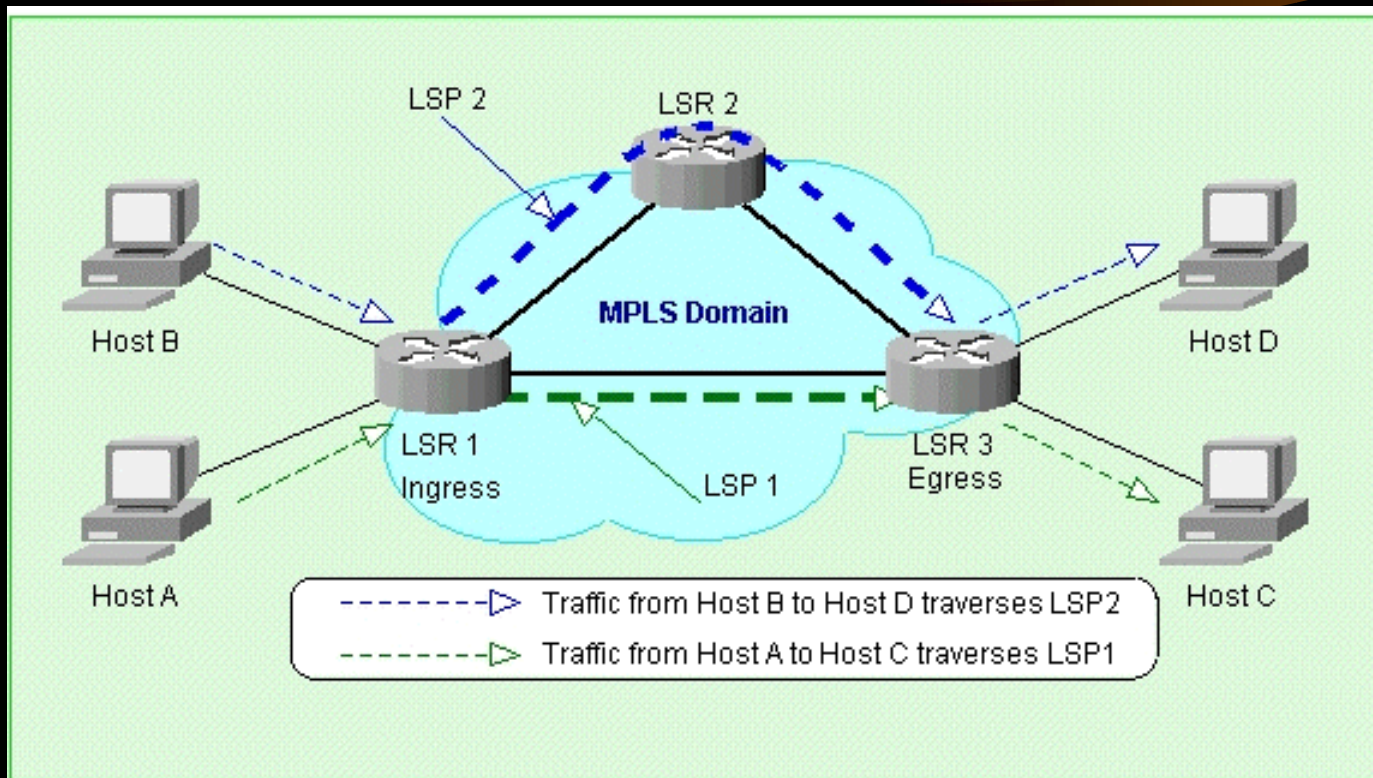 LSP 2
LSR 2
Host B
MPLS Domain
Host D
LSR 1
Ingress
LSP 1
LSR 3
Egress
Host A
Host C
Traffic from Host B to Host D traverses LSP2
Traffic from Host A to Host C traverses LSP1